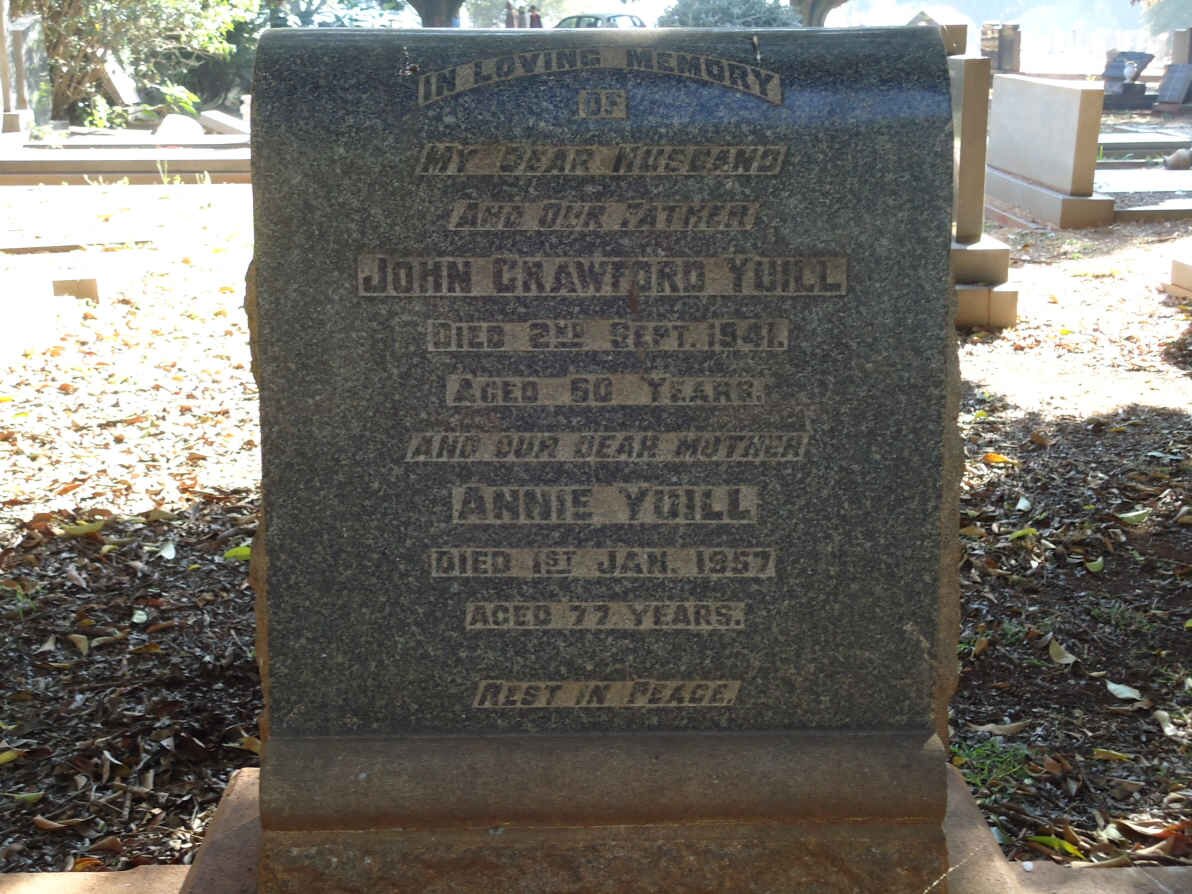 IN LOVING MEMORY
OF
MY DEAR HUSBAND
AND OUR FATHER
JOHN CRAWFORD YUILL
DIED 2ND SEPT. 1941.
AGED 60 YEARS.
AND OUR DEAR MOTHER
ANNIE YUILL
DIED 1ST JAN. 1957
AGED 77 YEARS.
REST IN PEACE.